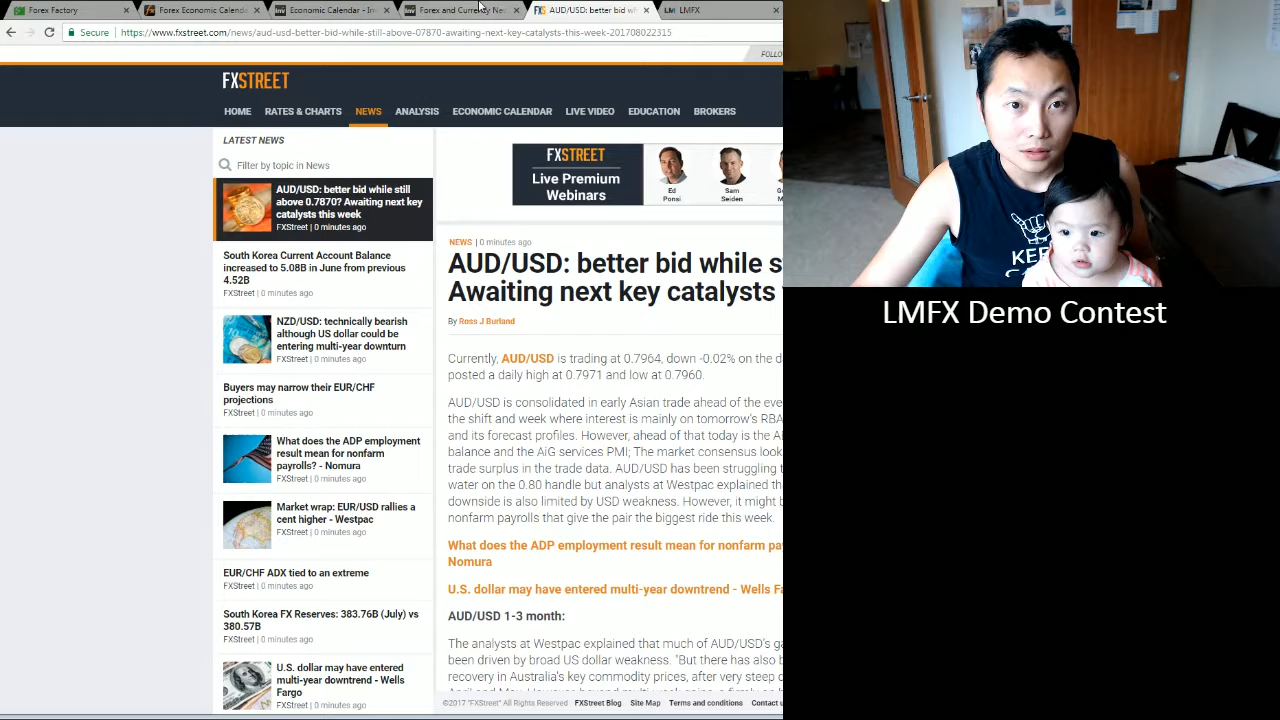 Forex Factory
Forex Economic Calenda
Economic Calendar - Inv
Forex and Currency Ne
FXS AUD/USD: better bid w
LM LMFX
Secure https://www.fxstreet.com/news/aud-usd-better-bid-while-still-above-07870-awaiting-next-key-catalysts-this-week-201708022315
FOLLO
FXSTREET
HOME RATES & CHARTS NEWS ANALYSIS ECONOMIC CALENDAR LIVE VIDEO EDUCATION BROKERS
LATEST NEWS
Filter by topic in News
AUD/USD: better bid while still
above 0.7870? Awaiting next key
catalysts this week
FXStreet | 0 minutes ago
South Korea Current Account Balance
increased to 5.08B in June from previous
4.52B
FXStreet | 0 minutes ago
NZD/USD: technically bearish
although US dollar could be
entering multi-year downturn
FXStreet | 0 minutes ago
Buyers may narrow their EUR/CHF
projections
FXStreet | 0 minutes ago
What does the ADP employment
result mean for nonfarm
payrolls? - Nomura
FXStreet | 0 minutes ago
Market wrap: EUR/USD rallies a
cent higher - Westpac
FXStreet | 0 minutes ago
EUR/CHF ADX tied to an extreme
FXStreet | 0 minutes ago
South Korea FX Reserves: 383.76B (July) vs
380.57B
FXStreet | 0 minutes ago
U.S. dollar may have entered
multi-year downtrend - Wells
Fargo
FXStreet | 0 minutes ago
FXSTREET
Live Premium
Webinars
Ed
Ponsi
Sam
Seiden
NEWS | 0 minutes ago
AUD/USD: better bid while s
Awaiting next key catalysts
By Ross J Burland
Currently, AUD/USD is trading at 0.7964, down -0.02% on the d
posted a daily high at 0.7971 and low at 0.7960.
AUD/USD is consolidated in early Asian trade ahead of the eve
the shift and week where interest is mainly on tomorrow's RBA
and its forecast profiles. However, ahead of that today is the A
balance and the AiG services PMI; The market consensus look
trade surplus in the trade data. AUD/USD has been struggling t
water on the 0.80 handle but analysts at Westpac explained th
downside is also limited by USD weakness. However, it might b
nonfarm payrolls that give the pair the biggest ride this week.
What does the ADP employment result mean for nonfarm pa
Nomura
U.S. dollar may have entered multi-year downtrend - Wells Fa
AUD/USD 1-3 month:
The analysts at Westpac explained that much of AUD/USD's ga
been driven by broad US dollar weakness. "But there has also b
recovery in Australia's key commodity prices, after very steep d
©2017 "FXStreet" All Rights Reserved FXStreet Blog Site Map Terms and conditions Contact u
KEE
LMFX Demo Contest